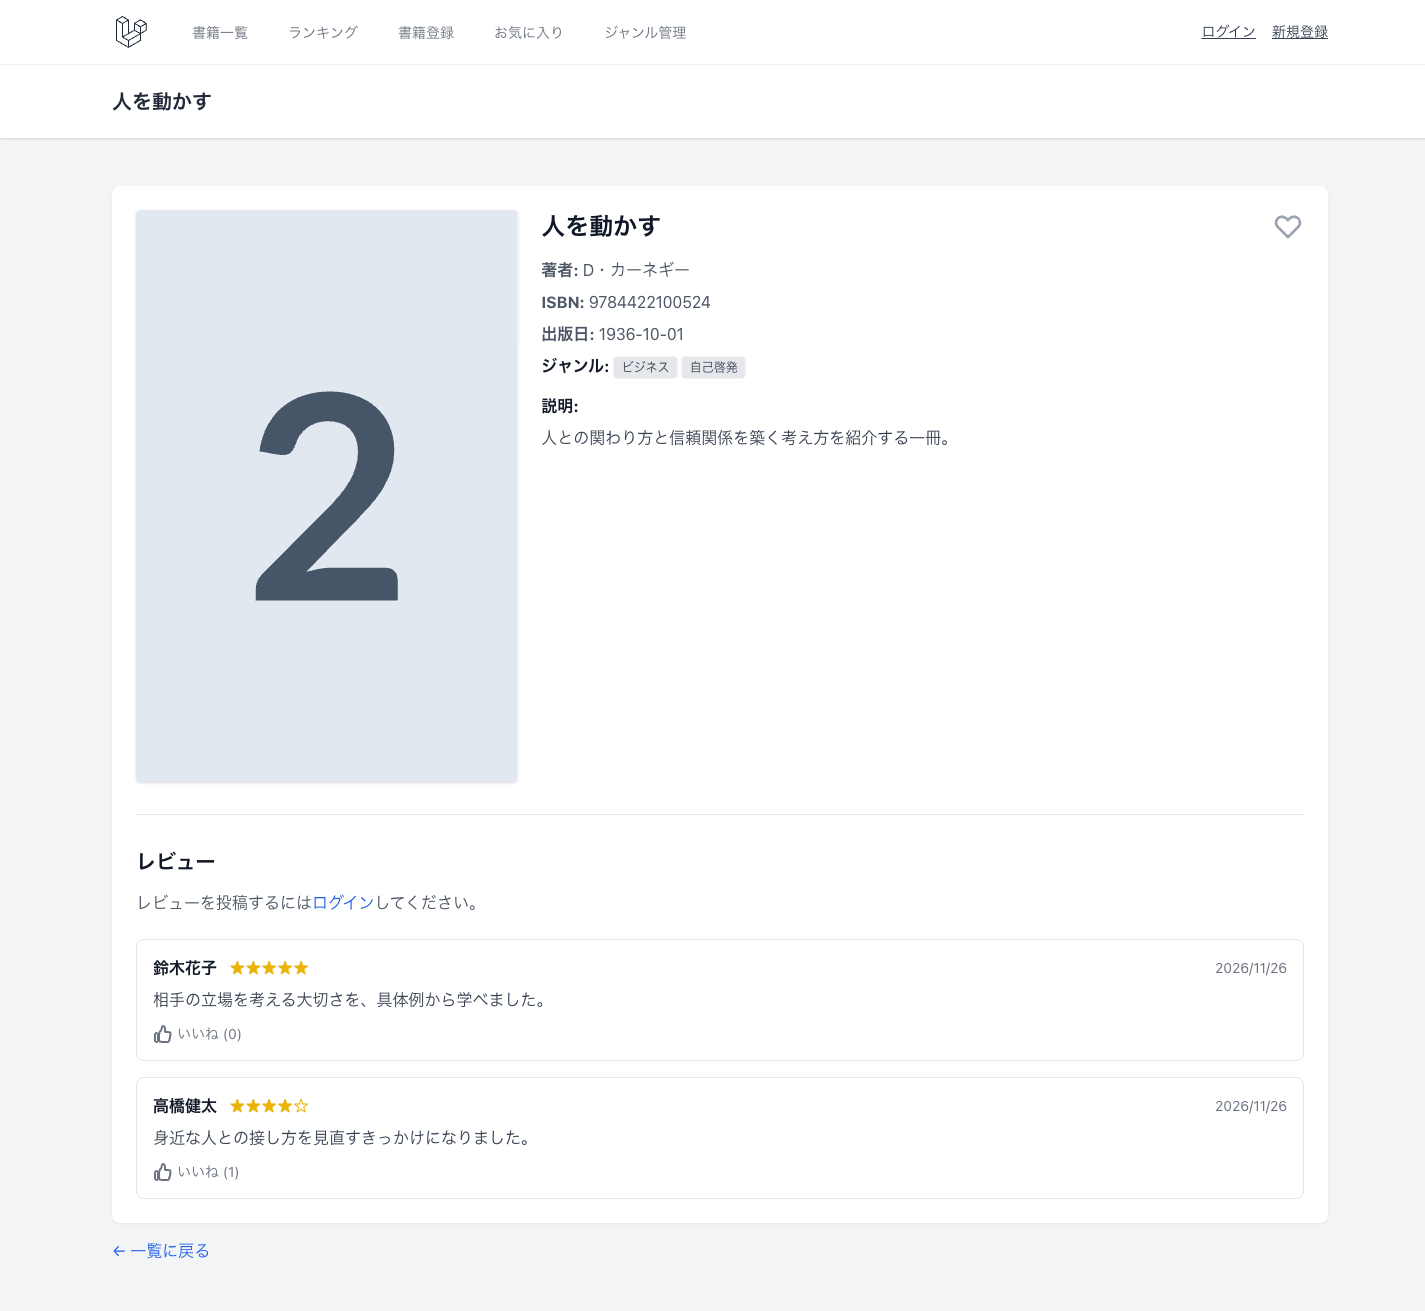 書籍一覧 ランキング 書籍登録 お気に入り ジャンル管理 ログイン 新規登録
人を動かす
2
人を動かす
著者: D・カーネギー
ISBN: 9784422100524
出版日: 1936-10-01
ジャンル: ビジネス 自己啓発
説明:
人との関わり方と信頼関係を築く考え方を紹介する一冊。
レビュー
レビューを投稿するにはログインしてください。
鈴木花子 ★★★★★ 2026/11/26
相手の立場を考える大切さを、具体例から学べました。
いいね (0)
高橋健太 ★★★★☆ 2026/11/26
身近な人との接し方を見直すきっかけになりました。
いいね (1)
← 一覧に戻る